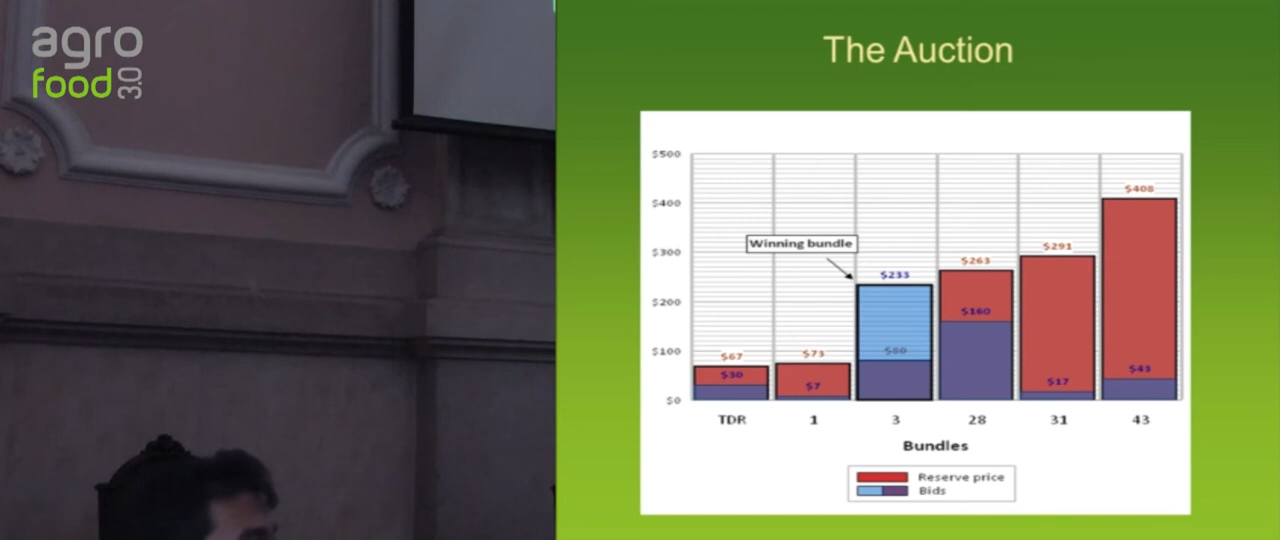 agro
food 3.0
The Auction
$500
$400
$300
$200
$100
$0
Winning bundle
$67
$30
$73
$7
$233
$80
$263
$160
$291
$17
$408
$43
TDR 1 3 28 31 43
Bundles
Reserve price
Bids